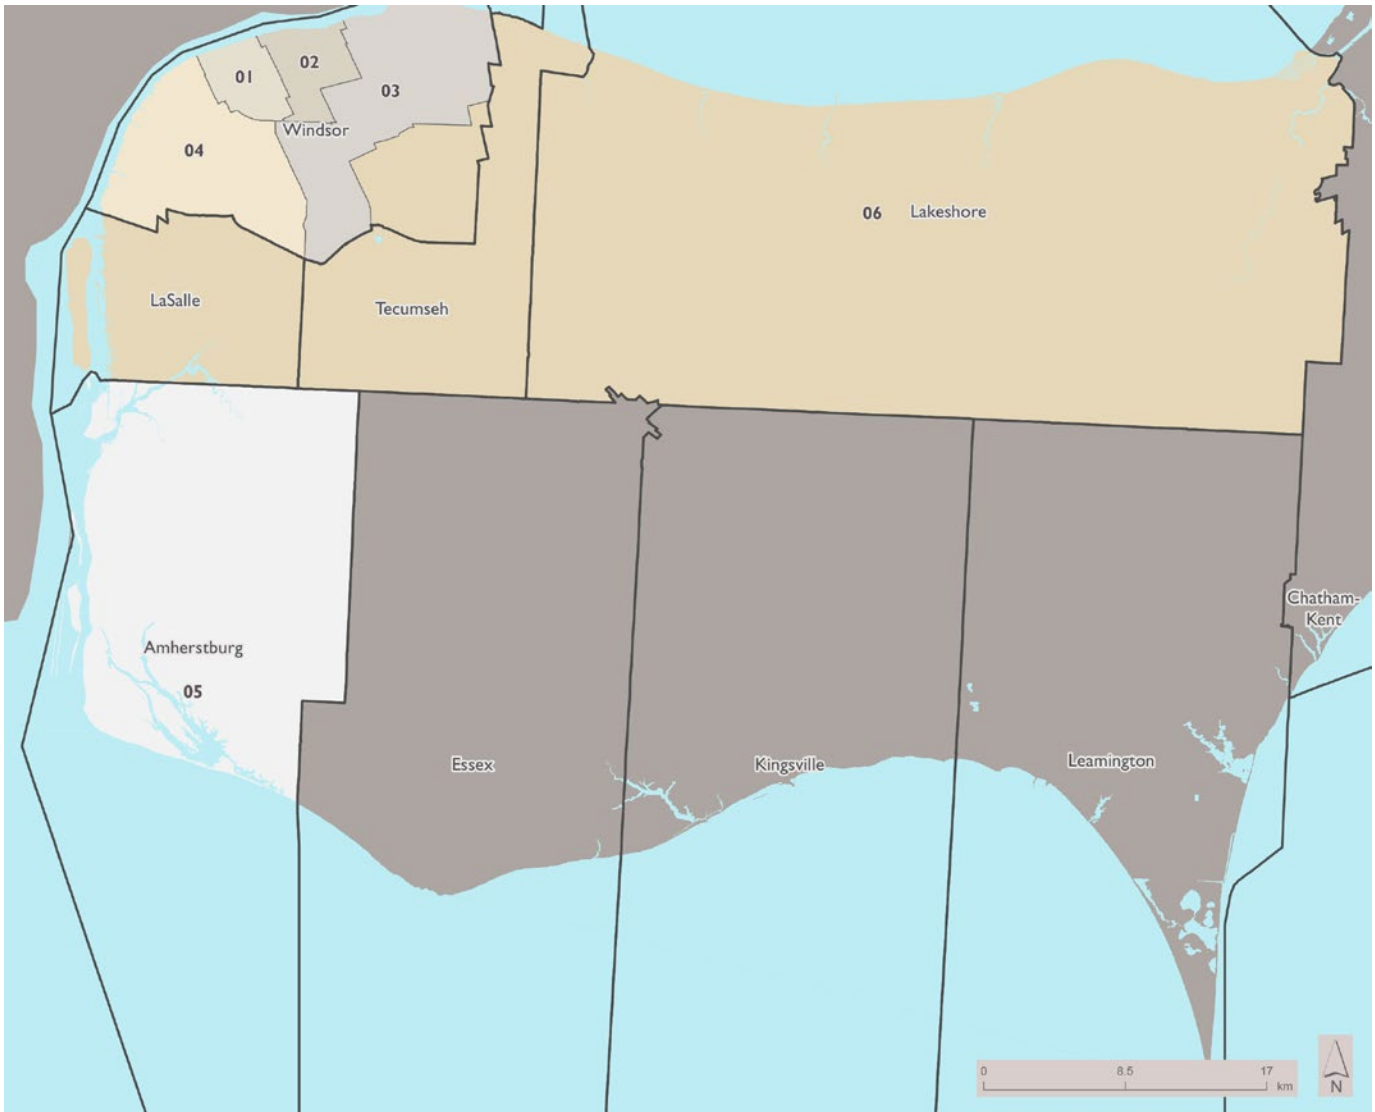 01
02
03
Windsor
04
06 Lakeshore
LaSalle
Tecumseh
Chatham-
Kent
Amherstburg
05
Essex
Kingsville
Leamington
0 8.5 17
km
N